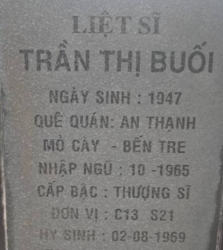 LIỆT SĨ
TRẦN THỊ BUỐI
NGÀY SINH : 1947
QUÊ QUÁN: AN THẠNH
MỎ CÀY - BẾN TRE
NHẬP NGŨ : 10 -1965
CẤP BẬC : THƯỢNG SĨ
ĐƠN VỊ : C13 S21
HY SINH : 02-08-1969